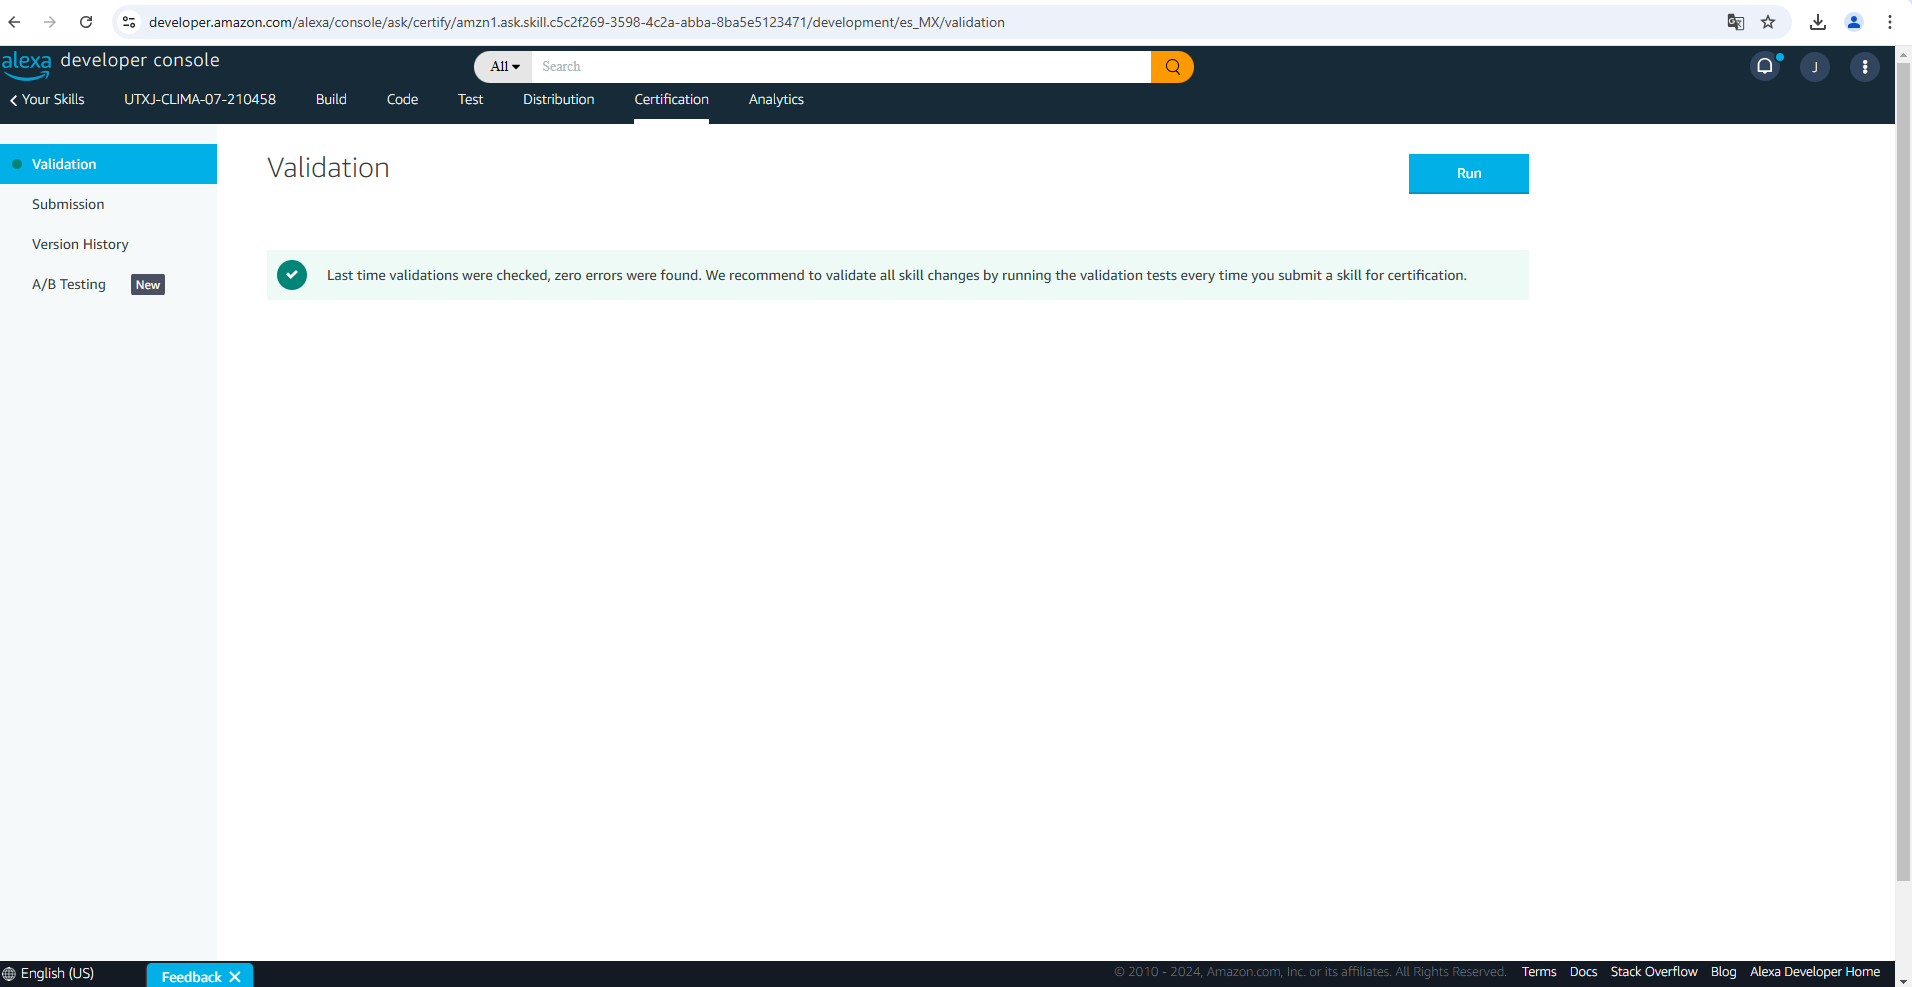 developer.amazon.com/alexa/console/ask/certify/amzn1.ask.skill.c5c2f269-3598-4c2a-abba-8ba5e5123471/development/es_MX/validation
alexa developer console
All
Search
J
Your Skills
UTXJ-CLIMA-07-210458
Build
Code
Test
Distribution
Certification
Analytics
Validation
Submission
Version History
A/B Testing New
Validation
Run
Last time validations were checked, zero errors were found. We recommend to validate all skill changes by running the validation tests every time you submit a skill for certification.
English (US)
Feedback
© 2010 - 2024, Amazon.com, Inc. or its affiliates. All Rights Reserved.
Terms
Docs
Stack Overflow
Blog
Alexa Developer Home